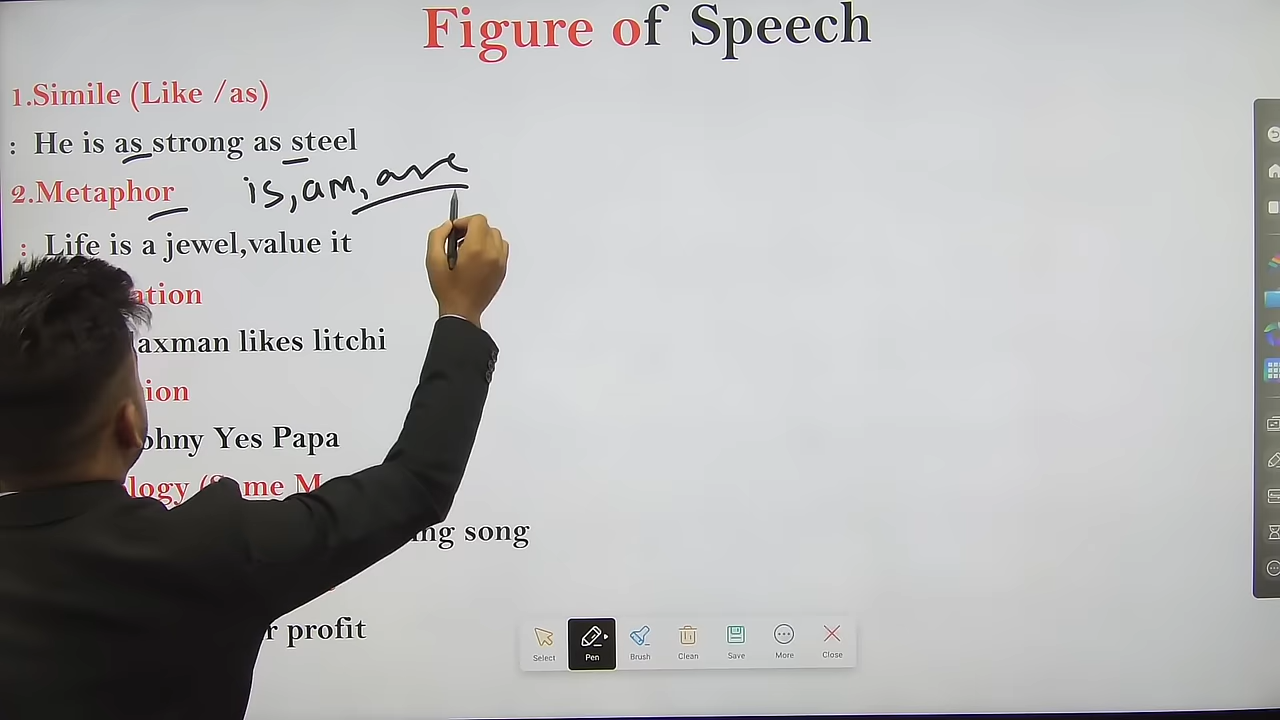 Figure of Speech
1.Simile (Like /as)
: He is as strong as steel
2.Metaphor is, am, are
: Life is a jewel,value it
ation
axman likes litchi
ion
ohny Yes Papa
logy (Same M
ng song
r profit
Select Pen Brush Clean Save More Close